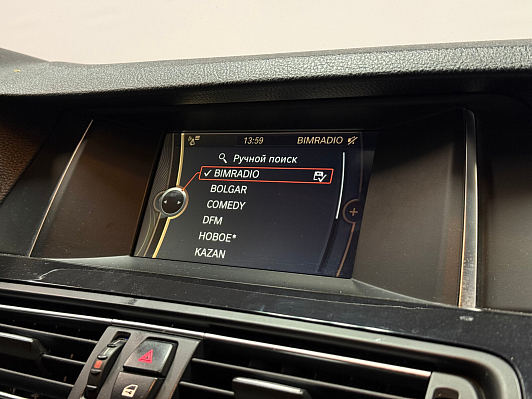 13:59 BIMRADIO
Ручной поиск
BIMRADIO
BOLGAR
COMEDY
DFM
НОВОЕ*
KAZAN